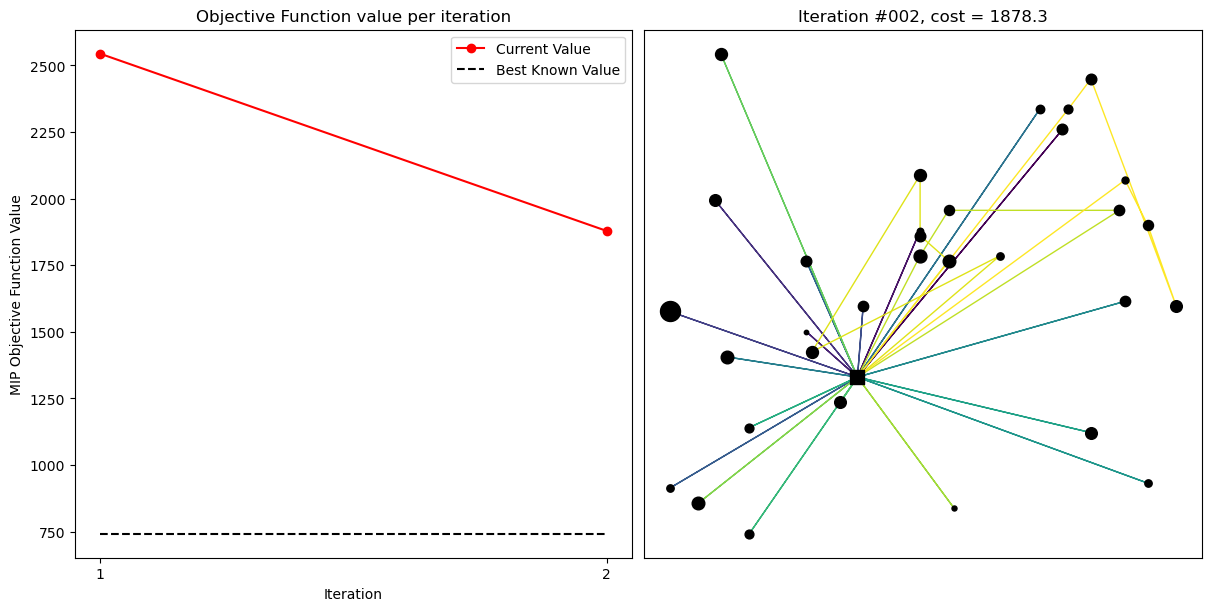 Objective Function value per iteration
Current Value
Best Known Value
2500
2250
2000
1750
1500
1250
1000
750
MIP Objective Function Value
1
2
Iteration
Iteration #002, cost = 1878.3